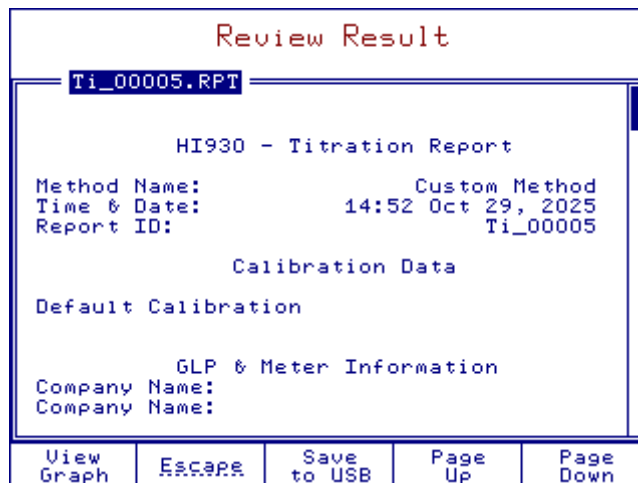 Review Result
Ti_00005.RPT
HI930 - Titration Report
Method Name: Custom Method
Time & Date: 14:52 Oct 29, 2025
Report ID: Ti_00005
Calibration Data
Default Calibration
GLP & Meter Information
Company Name:
Company Name:
View Graph
Escape
Save to USB
Page Up
Page Down